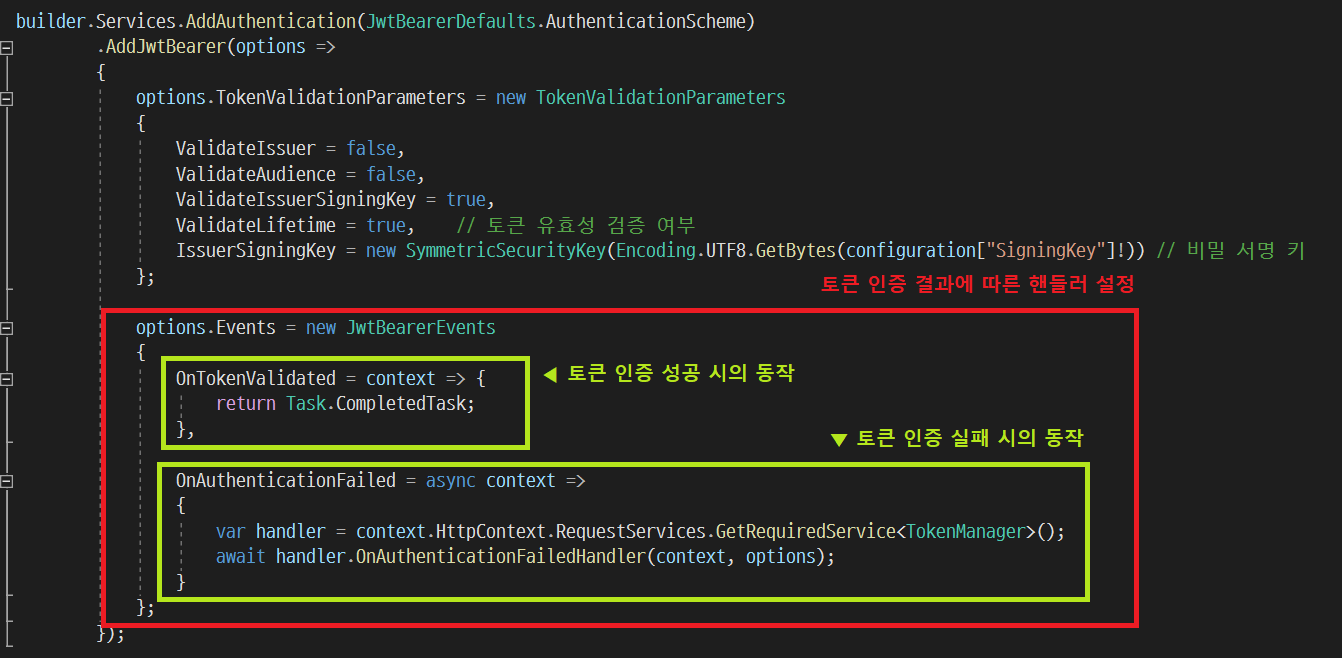 builder.Services.AddAuthentication(JwtBearerDefaults.AuthenticationScheme)
.AddJwtBearer(options =>
{
options.TokenValidationParameters = new TokenValidationParameters
{
ValidateIssuer = false,
ValidateAudience = false,
ValidateIssuerSigningKey = true,
ValidateLifetime = true, // 토큰 유효성 검증 여부
IssuerSigningKey = new SymmetricSecurityKey(Encoding.UTF8.GetBytes(configuration["SigningKey"]!)) // 비밀 서명 키
};
토큰 인증 결과에 따른 핸들러 설정
options.Events = new JwtBearerEvents
{
OnTokenValidated = context => {
◀ 토큰 인증 성공 시의 동작
return Task.CompletedTask;
},
▼ 토큰 인증 실패 시의 동작
OnAuthenticationFailed = async context =>
{
var handler = context.HttpContext.RequestServices.GetRequiredService<TokenManager>();
await handler.OnAuthenticationFailedHandler(context, options);
}
};
});